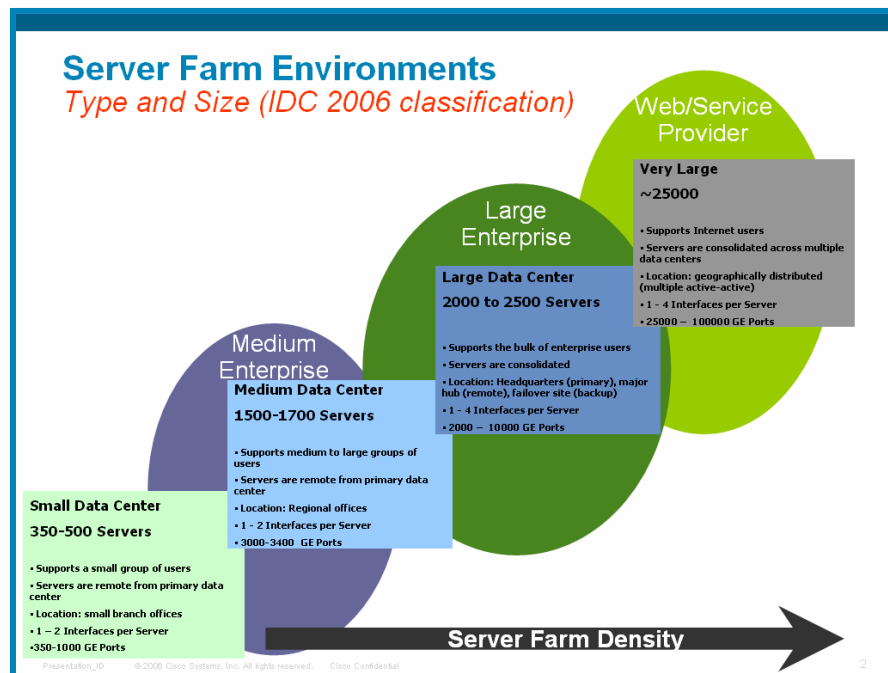 Server Farm Environments
Type and Size (IDC 2006 classification)
Web/Service
Provider
Very Large
~25000
▪ Supports Internet users
▪ Servers are consolidated across multiple
data centers
▪ Location: geographically distributed
(multiple active-active)
▪ 1 - 4 Interfaces per Server
▪ 25000 – 100000 GE Ports
Large
Enterprise
Large Data Center
2000 to 2500 Servers
▪ Supports the bulk of enterprise users
▪ Servers are consolidated
▪ Location: Headquarters (primary), major
hub (remote), failover site (backup)
▪ 1 - 4 Interfaces per Server
▪ 2000 – 10000 GE Ports
Medium
Enterprise
Medium Data Center
1500-1700 Servers
▪ Supports medium to large groups of
users
▪ Servers are remote from primary data
center
▪ Location: Regional offices
▪ 1 - 2 Interfaces per Server
▪ 3000-3400 GE Ports
Small Data Center
350-500 Servers
▪ Supports a small group of users
▪ Servers are remote from primary data
center
▪ Location: small branch offices
▪ 1 – 2 Interfaces per Server
▪350-1000 GE Ports
Server Farm Density
Presentation_ID © 2006 Cisco Systems, Inc. All rights reserved. Cisco Confidential 2